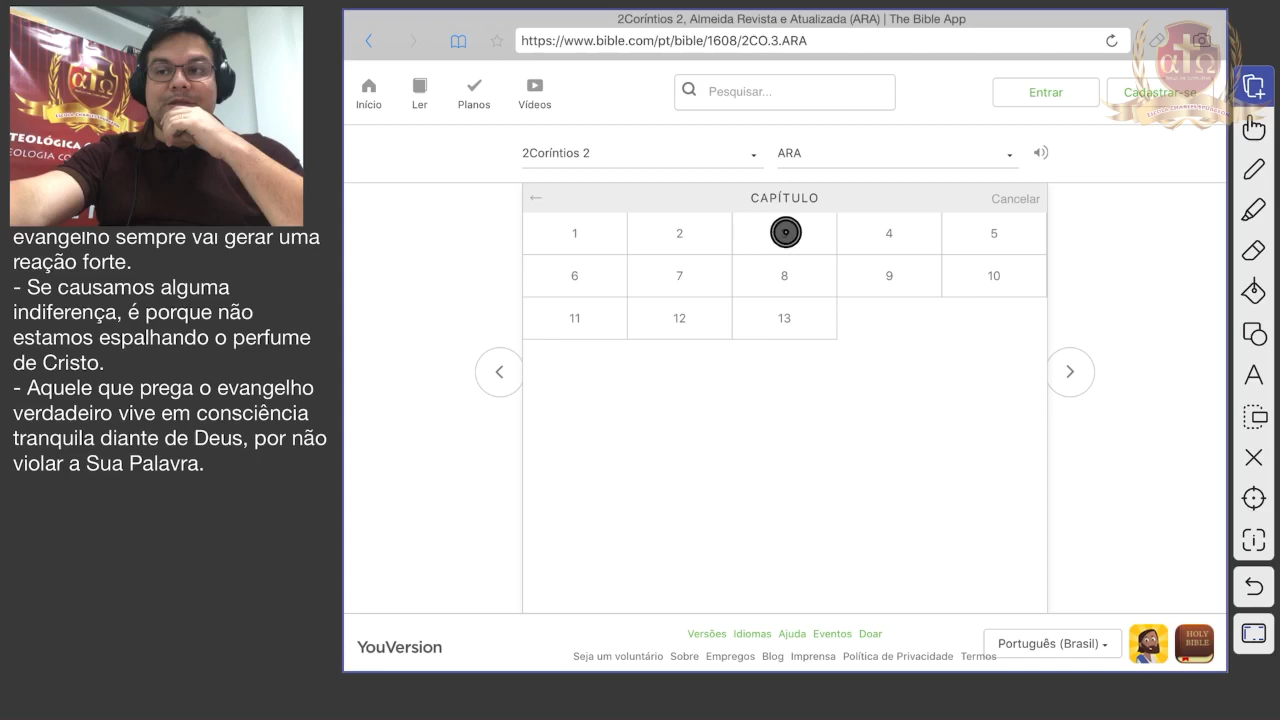 TEOLÓGICA
evangelho sempre vai gerar uma
reação forte.
- Se causamos alguma
indiferença, é porque não
estamos espalhando o perfume
de Cristo.
- Aquele que prega o evangelho
verdadeiro vive em consciência
tranquila diante de Deus, por não
violar a Sua Palavra.
2Coríntios 2, Almeida Revista e Atualizada (ARA) | The Bible App
https://www.bible.com/pt/bible/1608/2CO.3.ARA
Início Ler Planos Vídeos
Pesquisar...
Entrar Cadastrar-se
2Coríntios 2 ARA
← CAPÍTULO Cancelar
1 2 4 5
6 7 8 9 10
11 12 13
YouVersion
Versões Idiomas Ajuda Eventos Doar
Seja um voluntário Sobre Empregos Blog Imprensa Política de Privacidade Termos
Português (Brasil)
HOLY
BIBLE
αTΩ
ESCOLA CHARLES SPURGEON
A